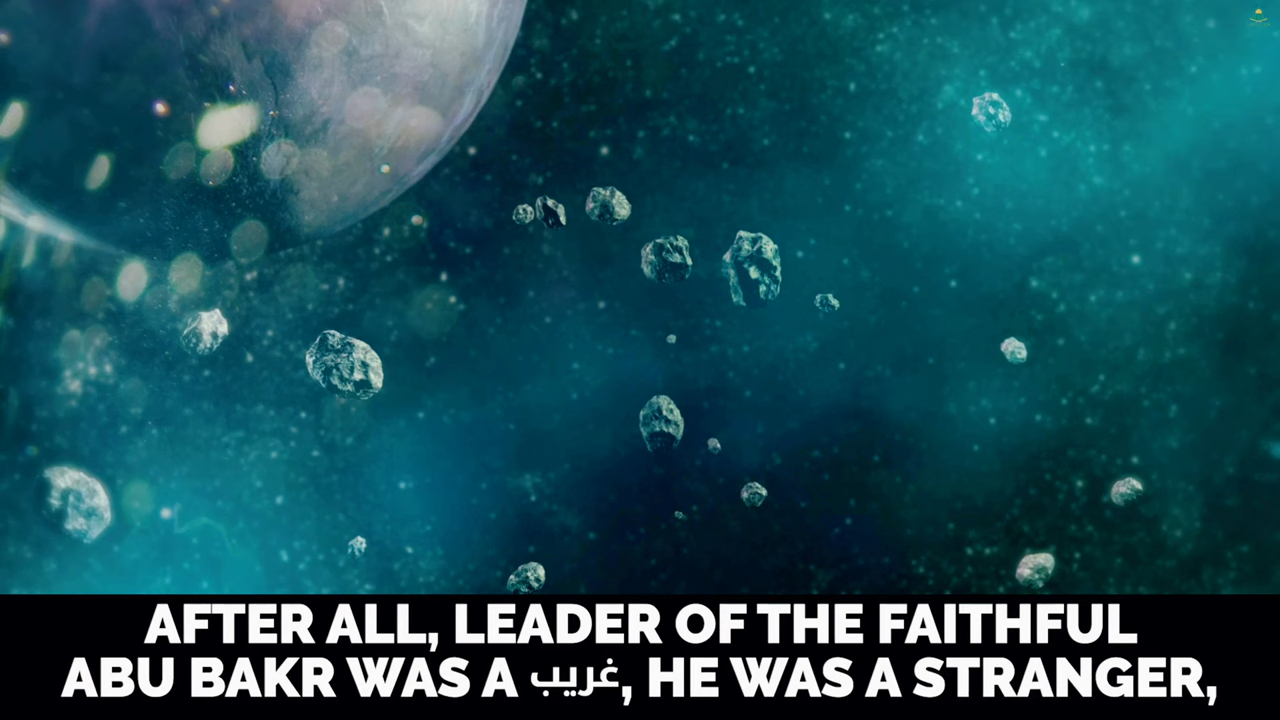 AFTER ALL, LEADER OF THE FAITHFUL
ABU BAKR WAS A غريب, HE WAS A STRANGER,